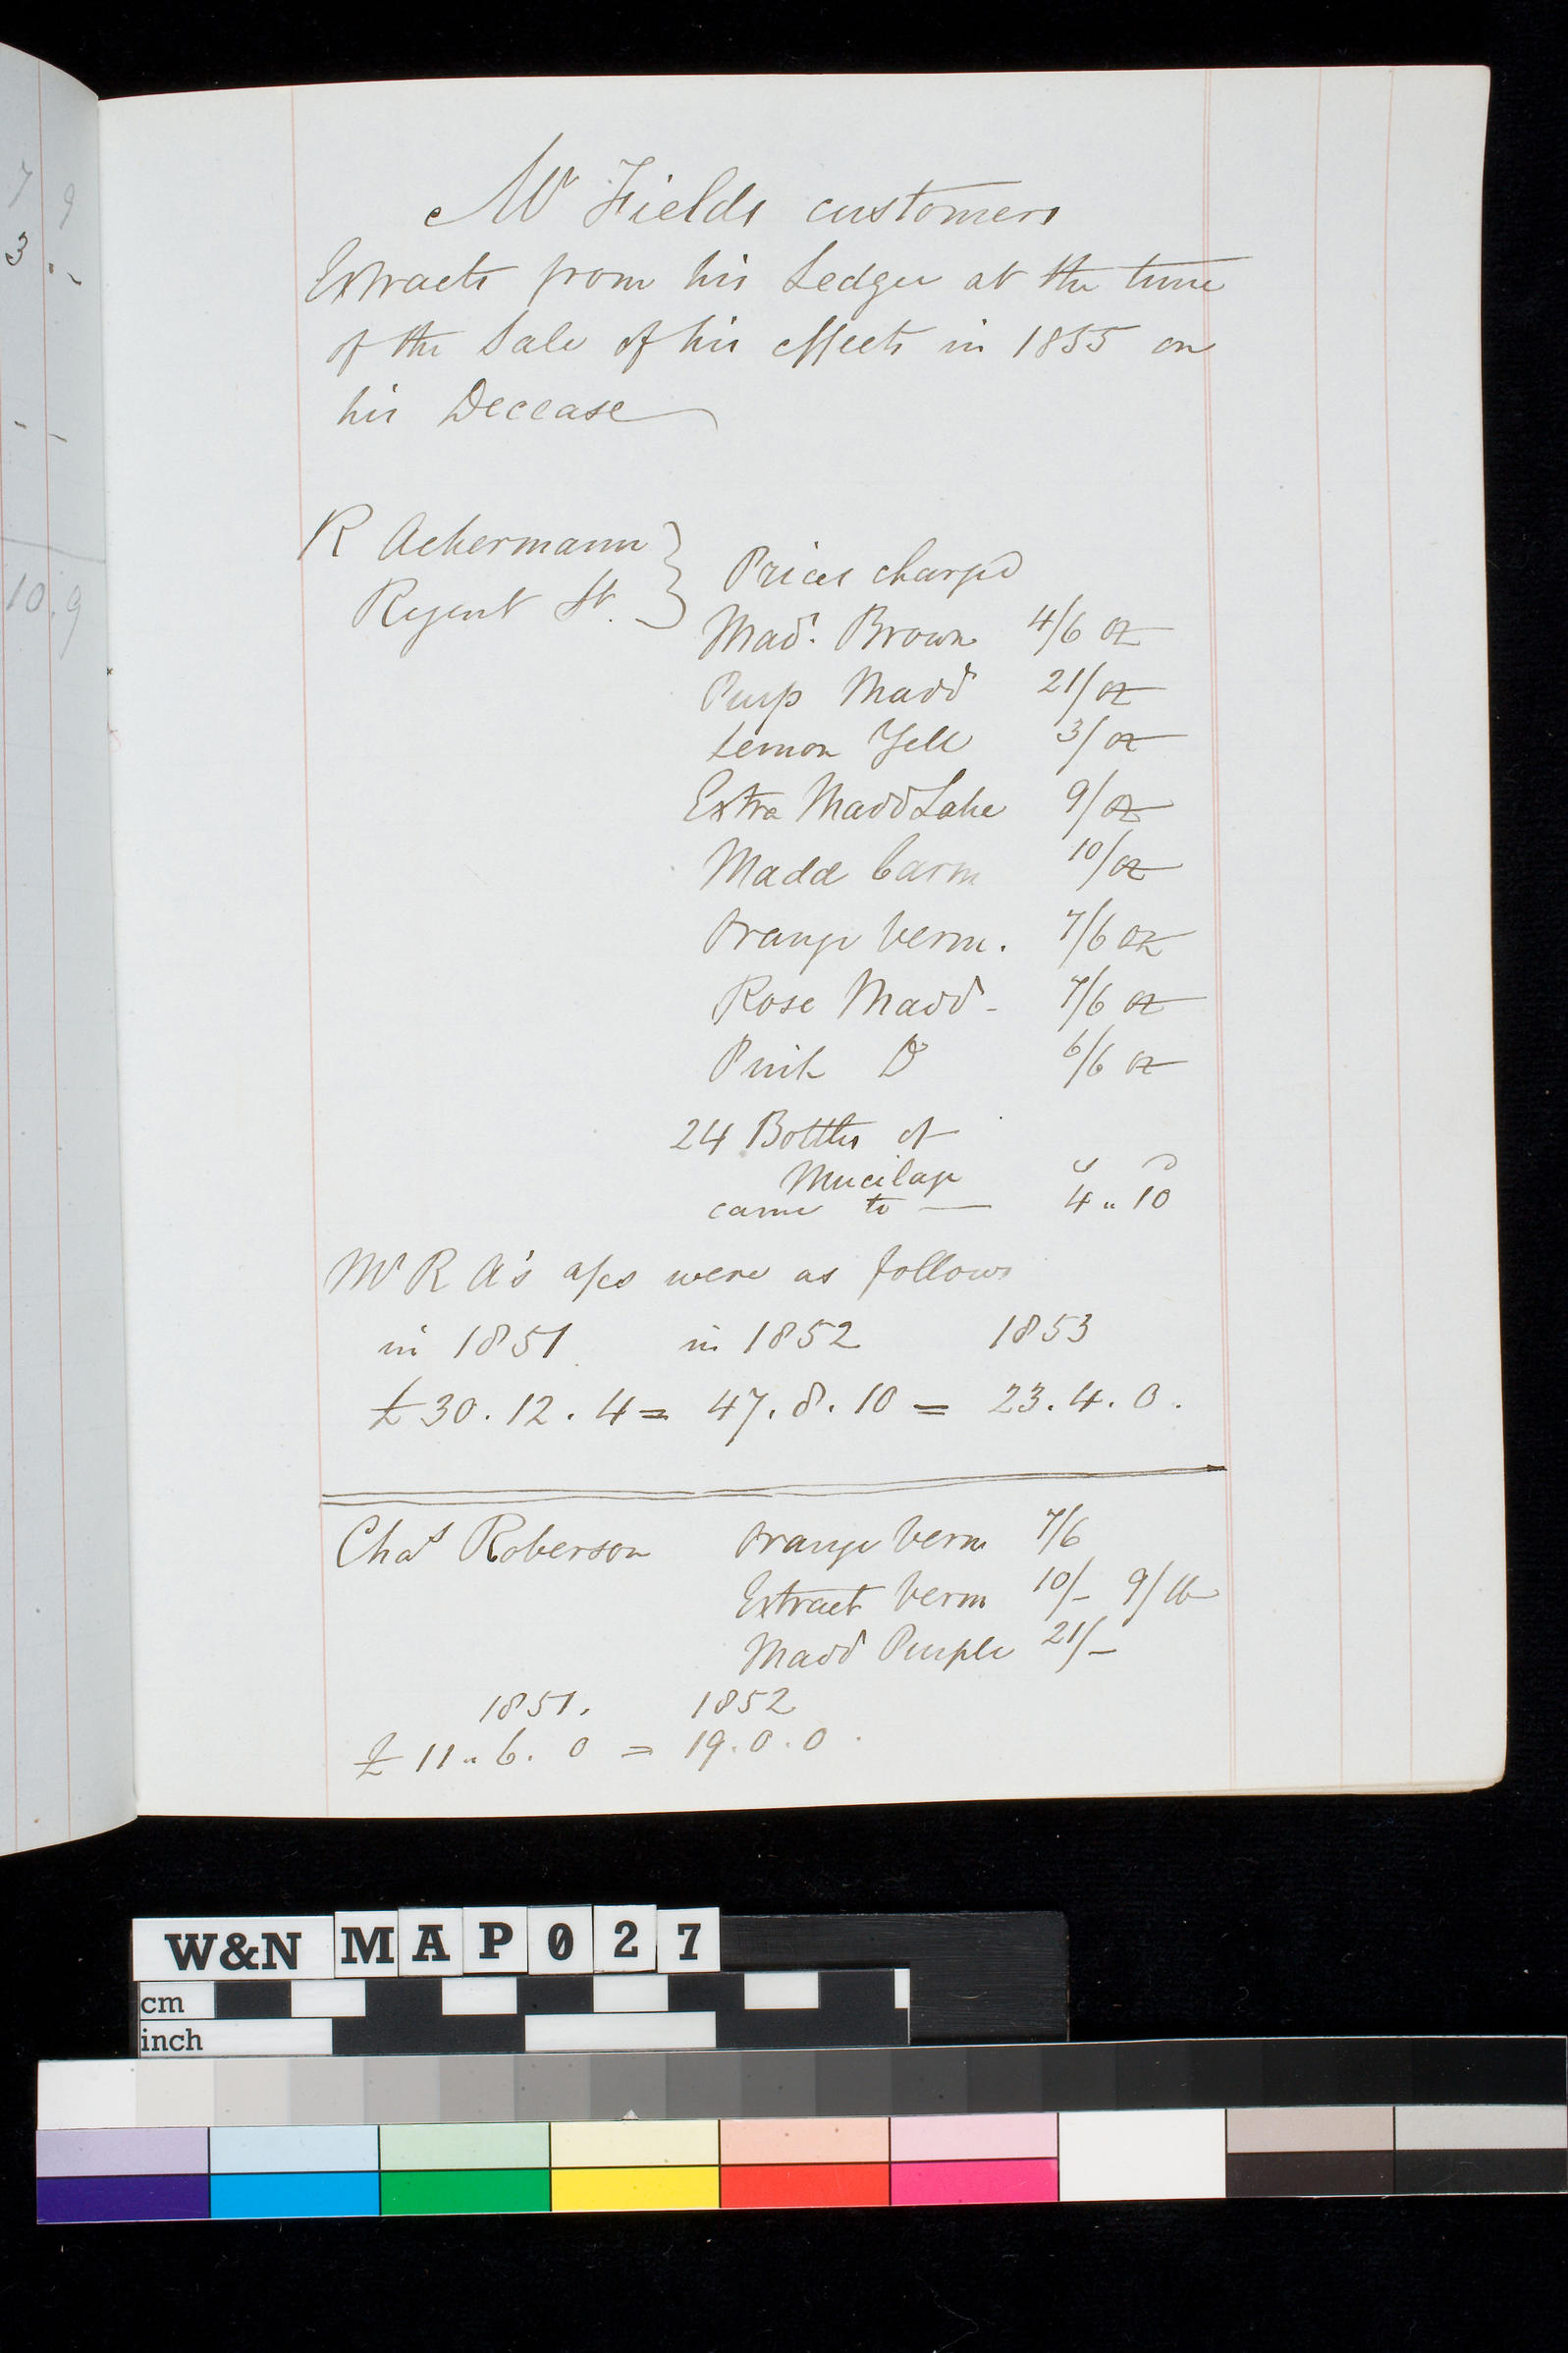 7 9
3 . -
- -
10.9
Mr Fields customers
Extracts from his Ledger at the time
of the Sale of his effects in 1855 on
his Decease
R Ackermann
Regent St.
Prices charged
Madr. Brown 4/6 oz
Purp Maddr 21/ oz
Lemon Yell 3/ oz
Extra Madd Lake 9/ oz
Madd Carm 10/ oz
Orange Verm. 7/6 oz
Rose Maddr - 7/6 oz
Pink Do 6/6 oz
24 Bottles of
Mucilage
came to — s d 4 " 10
Mr R A's a/cs were as follows
in 1851 in 1852 1853
£ 30 . 12 . 4 = 47 . 8 . 10 = 23 . 4 . 0 .
Chas Roberson Orange Verm 7/6
Extract Verm 10/- 9/ lb
Maddr Purple 21/-
1851. 1852
£ 11 " 6 . 0 = 19 . 0 . 0 .
W&N MAP027
cm
inch